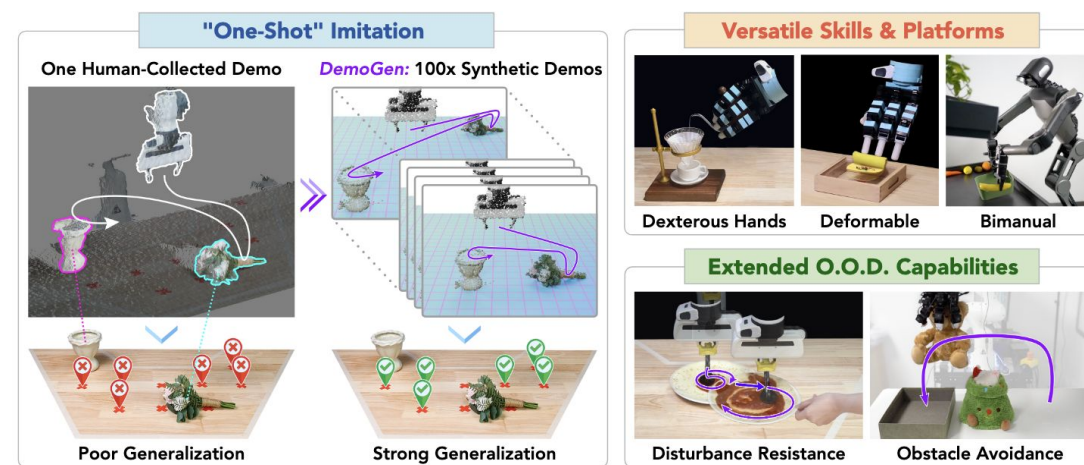 "One-Shot" Imitation
One Human-Collected Demo
DemoGen: 100x Synthetic Demos
Poor Generalization
Strong Generalization
Versatile Skills & Platforms
Dexterous Hands
Deformable
Bimanual
Extended O.O.D. Capabilities
Disturbance Resistance
Obstacle Avoidance